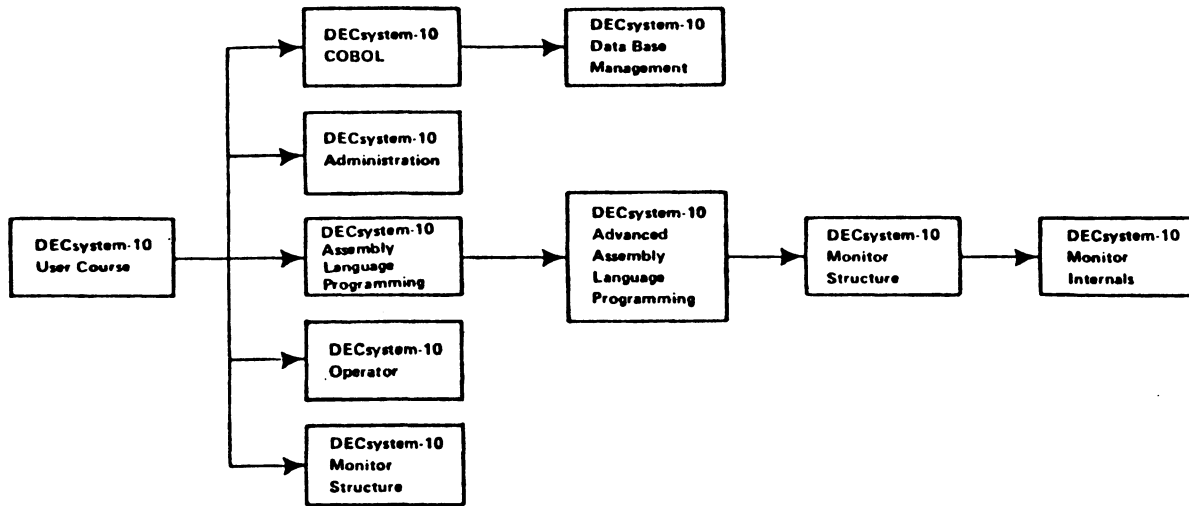 DECsystem-10
User Course
DECsystem-10
COBOL
DECsystem-10
Data Base
Management
DECsystem-10
Administration
DECsystem-10
Assembly
Language
Programming
DECsystem-10
Advanced
Assembly
Language
Programming
DECsystem-10
Monitor
Structure
DECsystem-10
Monitor
Internals
DECsystem-10
Operator
DECsystem-10
Monitor
Structure